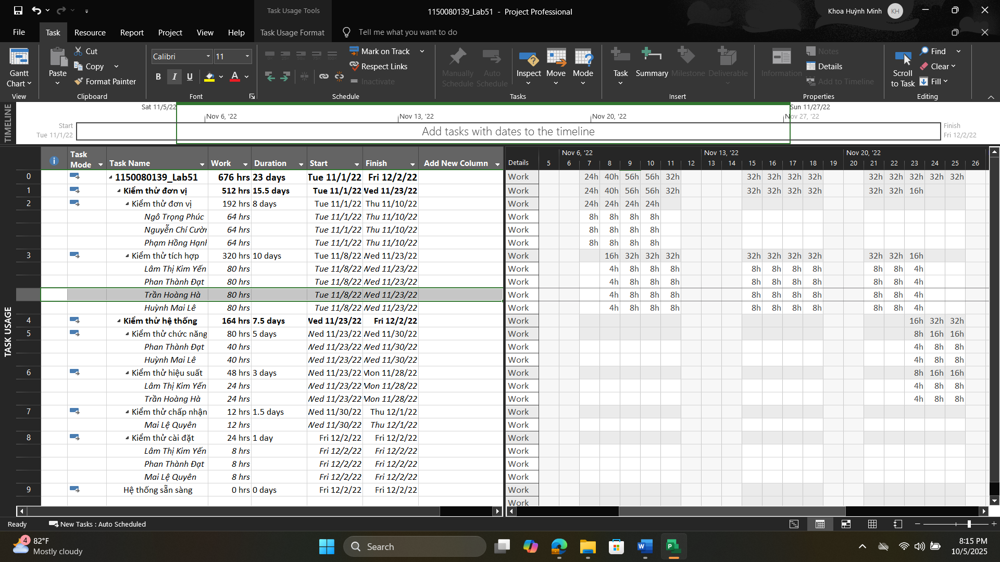 Task Usage Tools
1150080139_Lab51 - Project Professional
Khoa Huỳnh Minh KH
File Task Resource Report Project View Help Task Usage Format Tell me what you want to do
Gantt Chart
View
Paste
Cut
Copy
Format Painter
Clipboard
Calibri 11
B I U A
Font
Mark on Track
Respect Links
Inactivate
Schedule
Manually Schedule
Auto Schedule
Inspect Move Mode
Tasks
Task Summary Milestone Deliverable
Insert
Information
Notes
Details
Add to Timeline
Properties
Scroll to Task
Find
Clear
Fill
Editing
TIMELINE
Sat 11/5/22 Sun 11/27/22
Nov 6, '22 Nov 13, '22 Nov 20, '22 Nov 27, '22
Start
Tue 11/1/22
Add tasks with dates to the timeline
Finish
Fri 12/2/22
TASK USAGE
Task Mode Task Name Work Duration Start Finish Add New Column
Details Nov 6, '22 Nov 13, '22 Nov 20, '22
5 6 7 8 9 10 11 12 13 14 15 16 17 18 19 20 21 22 23 24 25 26
0 1150080139_Lab51 676 hrs 23 days Tue 11/1/22 Fri 12/2/22 Work 24h 40h 56h 56h 32h 32h 32h 32h 32h 32h 32h 32h 32h 32h
1 Kiểm thử đơn vị 512 hrs 15.5 days Tue 11/1/22 Wed 11/23/22 Work 24h 40h 56h 56h 32h 32h 32h 32h 32h 32h 32h 16h
2 Kiểm thử đơn vị 192 hrs 8 days Tue 11/1/22 Thu 11/10/22 Work 24h 24h 24h 24h
Ngô Trọng Phúc 64 hrs Tue 11/1/22 Thu 11/10/22 Work 8h 8h 8h 8h
Nguyễn Chí Cườn 64 hrs Tue 11/1/22 Thu 11/10/22 Work 8h 8h 8h 8h
Phạm Hồng Hạnh 64 hrs Tue 11/1/22 Thu 11/10/22 Work 8h 8h 8h 8h
3 Kiểm thử tích hợp 320 hrs 10 days Tue 11/8/22 Wed 11/23/22 Work 16h 32h 32h 32h 32h 32h 32h 32h 32h 32h 16h
Lâm Thị Kim Yến 80 hrs Tue 11/8/22 Wed 11/23/22 Work 4h 8h 8h 8h 8h 8h 8h 8h 8h 8h 4h
Phan Thành Đạt 80 hrs Tue 11/8/22 Wed 11/23/22 Work 4h 8h 8h 8h 8h 8h 8h 8h 8h 8h 4h
Trần Hoàng Hà 80 hrs Tue 11/8/22 Wed 11/23/22 Work 4h 8h 8h 8h 8h 8h 8h 8h 8h 8h 4h
Huỳnh Mai Lê 80 hrs Tue 11/8/22 Wed 11/23/22 Work 4h 8h 8h 8h 8h 8h 8h 8h 8h 8h 4h
4 Kiểm thử hệ thống 164 hrs 7.5 days Wed 11/23/22 Fri 12/2/22 Work 16h 32h 32h
5 Kiểm thử chức năng 80 hrs 5 days Wed 11/23/22 Wed 11/30/22 Work 8h 16h 16h
Phan Thành Đạt 40 hrs Wed 11/23/22 Wed 11/30/22 Work 4h 8h 8h
Huỳnh Mai Lê 40 hrs Wed 11/23/22 Wed 11/30/22 Work 4h 8h 8h
6 Kiểm thử hiệu suất 48 hrs 3 days Wed 11/23/22 Mon 11/28/22 Work 8h 16h 16h
Lâm Thị Kim Yến 24 hrs Wed 11/23/22 Mon 11/28/22 Work 4h 8h 8h
Trần Hoàng Hà 24 hrs Wed 11/23/22 Mon 11/28/22 Work 4h 8h 8h
7 Kiểm thử chấp nhận 12 hrs 1.5 days Wed 11/30/22 Thu 12/1/22 Work
Mai Lệ Quyên 12 hrs Wed 11/30/22 Thu 12/1/22 Work
8 Kiểm thử cài đặt 24 hrs 1 day Fri 12/2/22 Fri 12/2/22 Work
Lâm Thị Kim Yến 8 hrs Fri 12/2/22 Fri 12/2/22 Work
Phan Thành Đạt 8 hrs Fri 12/2/22 Fri 12/2/22 Work
Mai Lệ Quyên 8 hrs Fri 12/2/22 Fri 12/2/22 Work
9 Hệ thống sẵn sàng 0 hrs 0 days Fri 12/2/22 Fri 12/2/22 Work
Work
Ready New Tasks : Auto Scheduled
4 82°F
Mostly cloudy
Search
8:15 PM
10/5/2025